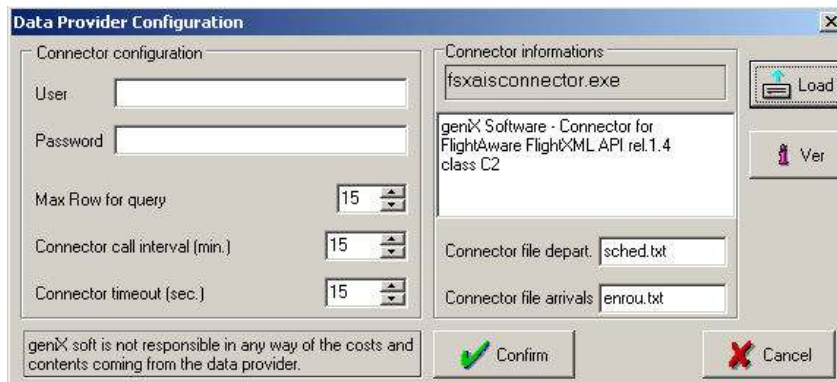 Data Provider Configuration
Connector configuration
User
Password
Max Row for query 15
Connector call interval (min.) 15
Connector timeout (sec.) 15
Connector informations
fsxaisconnector.exe
geniX Software - Connector for
FlightAware FlightXML API rel.1.4
class C2
Connector file depart. sched.txt
Connector file arrivals enrou.txt
Load
Ver
geniX soft is not responsible in any way of the costs and
contents coming from the data provider.
Confirm
Cancel